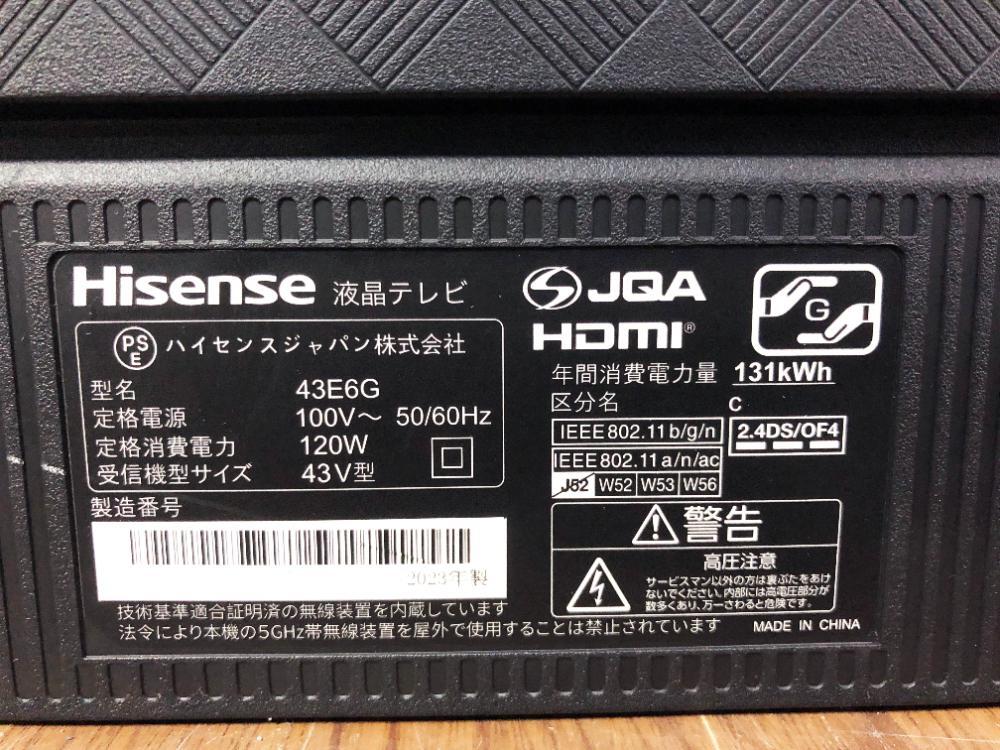 Hisense 液晶テレビ
PSE ハイセンスジャパン株式会社
型名 43E6G
定格電源 100V～ 50/60Hz
定格消費電力 120W
受信機型サイズ 43V型
製造番号
2023年製
技術基準適合証明済の無線装置を内蔵しています
法令により本機の5GHz帯無線装置を屋外で使用することは禁止されています
JQA
HDMI®
G
年間消費電力量 131kWh
区分名 C
IEEE802.11b/g/n 2.4DS/OF4
IEEE802.11a/n/ac
J52 W52 W53 W56
警告
高圧注意
サービスマン以外の方は裏ぶたをあけ
ないでください。内部には高電圧部分が
数多くあり、万一さわると危険です。
MADE IN CHINA